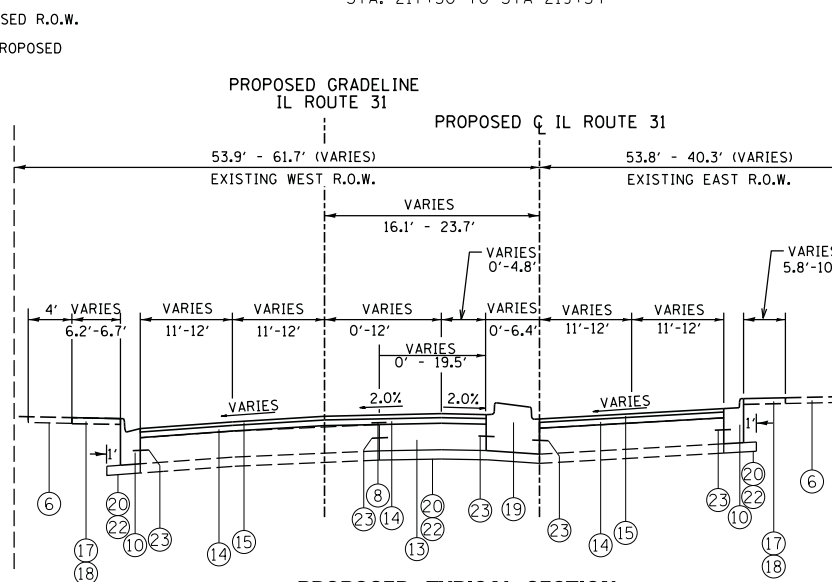 SED R.O.W.
ROPOSED
PROPOSED GRADELINE
IL ROUTE 31
PROPOSED ℄ IL ROUTE 31
53.9' - 61.7' (VARIES)
EXISTING WEST R.O.W.
53.8' - 40.3' (VARIES)
EXISTING EAST R.O.W.
VARIES
16.1' - 23.7'
VARIES
0'-4.8'
VARIES
5.8'-10
4'
VARIES
6.2'-6.7'
VARIES
11'-12'
VARIES
11'-12'
VARIES
0'-12'
VARIES
0'-6.4'
VARIES
11'-12'
VARIES
11'-12'
VARIES
0' - 19.5'
VARIES
2.0%
2.0%
VARIES
1'
1'
6
17
18
20
22
10
23
14
15
23
8
14
13
20
22
23
19
23
14
15
23
10
20
22
17
18
6